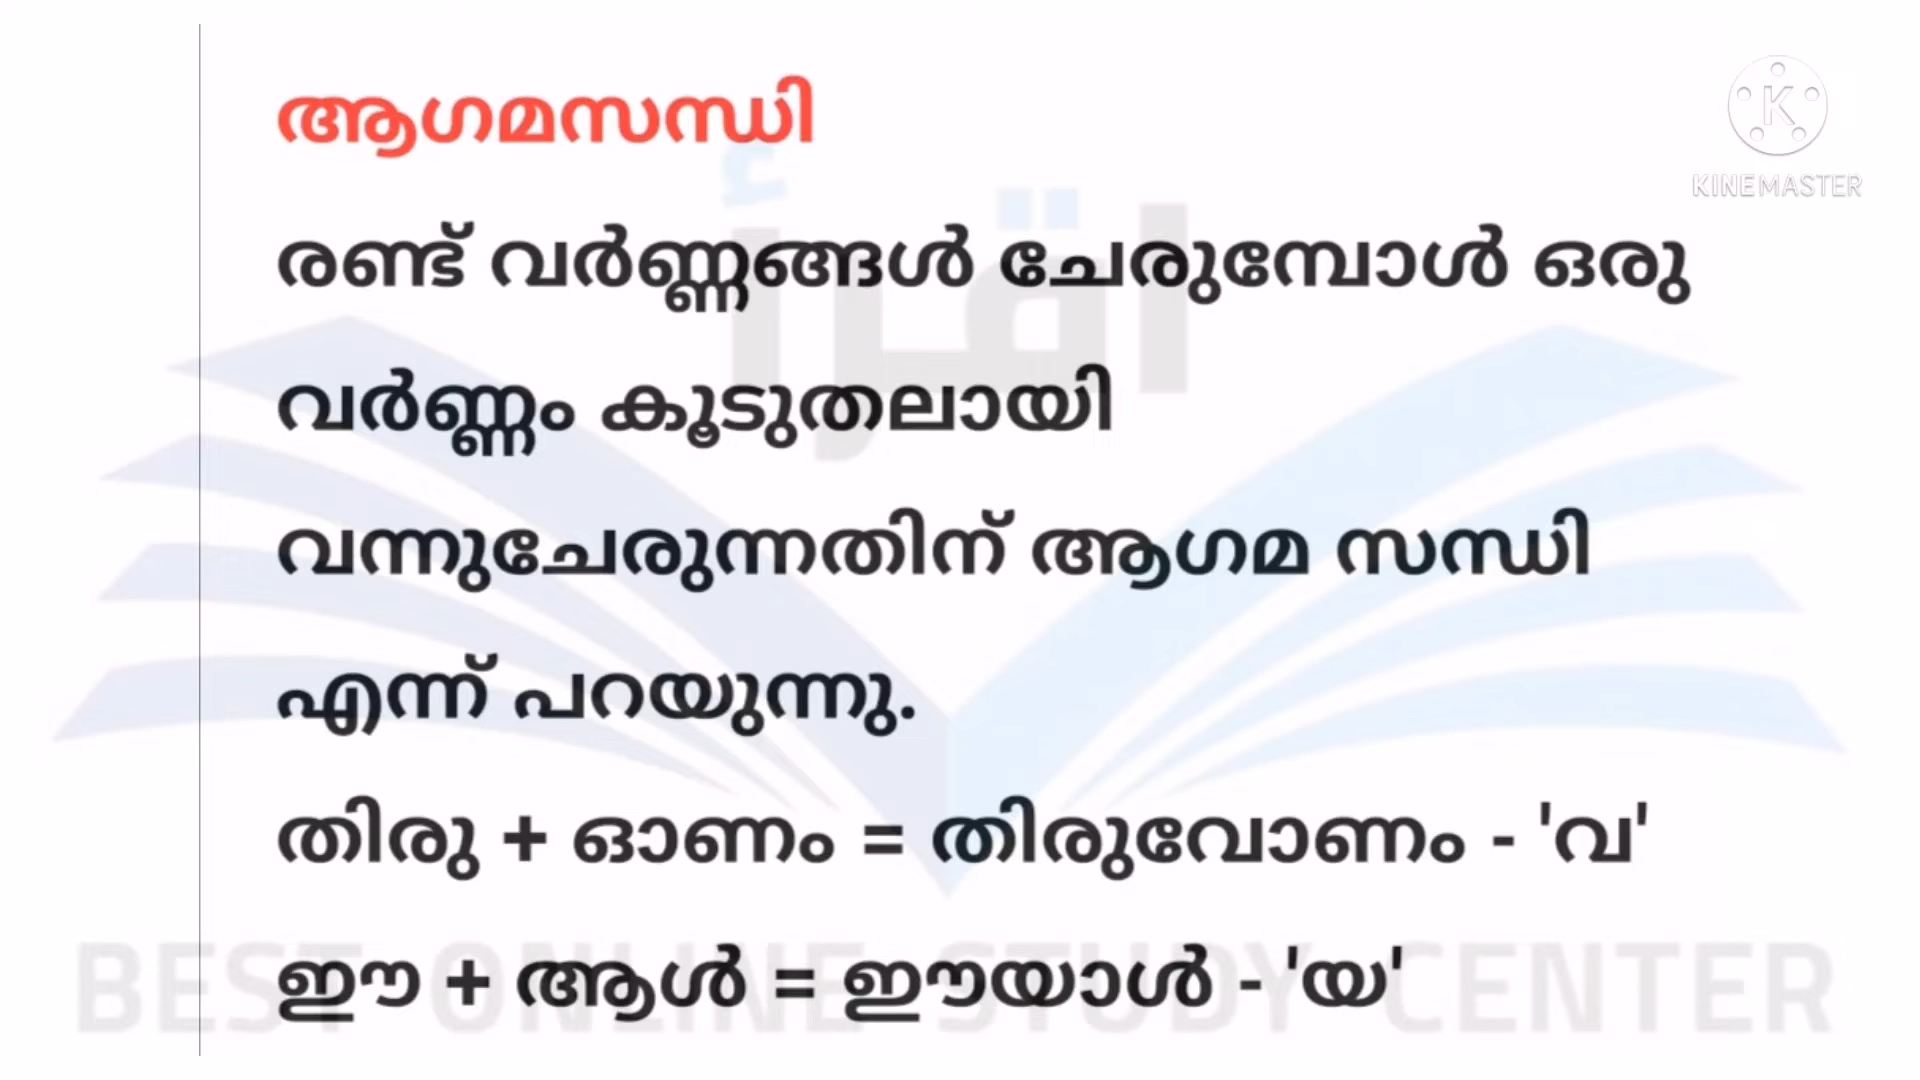 ആഗമസന്ധി
KINEMASTER
രണ്ട് വർണ്ണങ്ങൾ ചേരുമ്പോൾ ഒരു
വർണ്ണം കൂടുതലായി
വന്നുചേരുന്നതിന് ആഗമ സന്ധി
എന്ന് പറയുന്നു.
തിരു + ഓണം = തിരുവോണം - 'വ'
ഈ + ആൾ = ഈയാൾ - 'യ'
اقرأ
BEST ONLINE STUDY CENTER